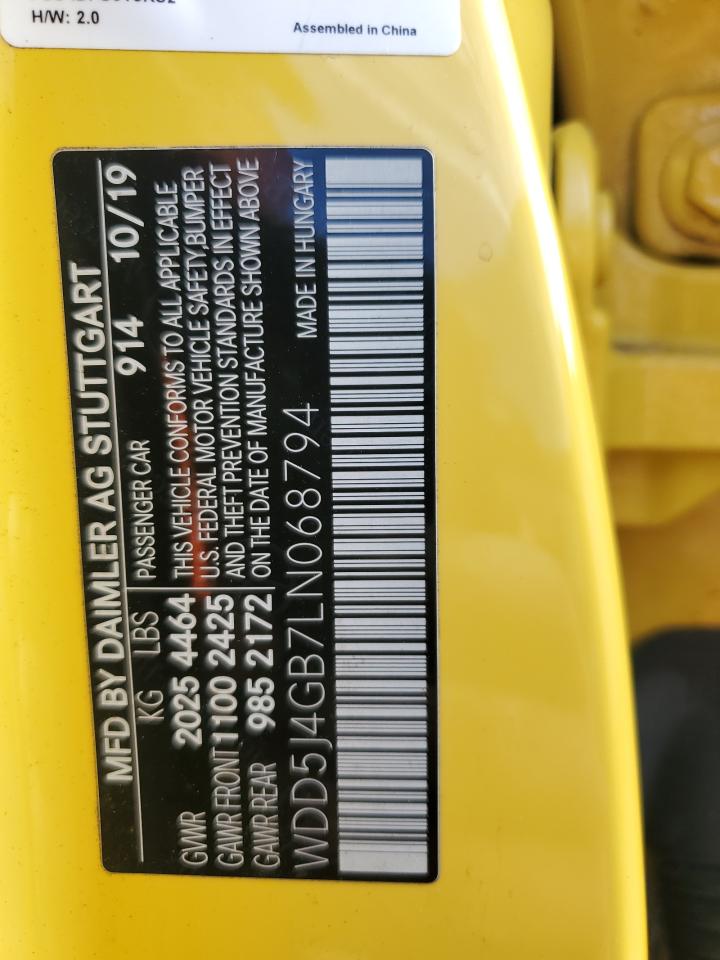 H/W: 2.0
Assembled in China
MFD BY DAIMLER AG STUTTGART
914 10/19
KG LBS
PASSENGER CAR
GVWR 2025 4464
GAWR FRONT 1100 2425
GAWR REAR 985 2172
THIS VEHICLE CONFORMS TO ALL APPLICABLE
U.S. FEDERAL MOTOR VEHICLE SAFETY,BUMPER
AND THEFT PREVENTION STANDARDS IN EFFECT
ON THE DATE OF MANUFACTURE SHOWN ABOVE
WDD5J4GB7LN068794
MADE IN HUNGARY